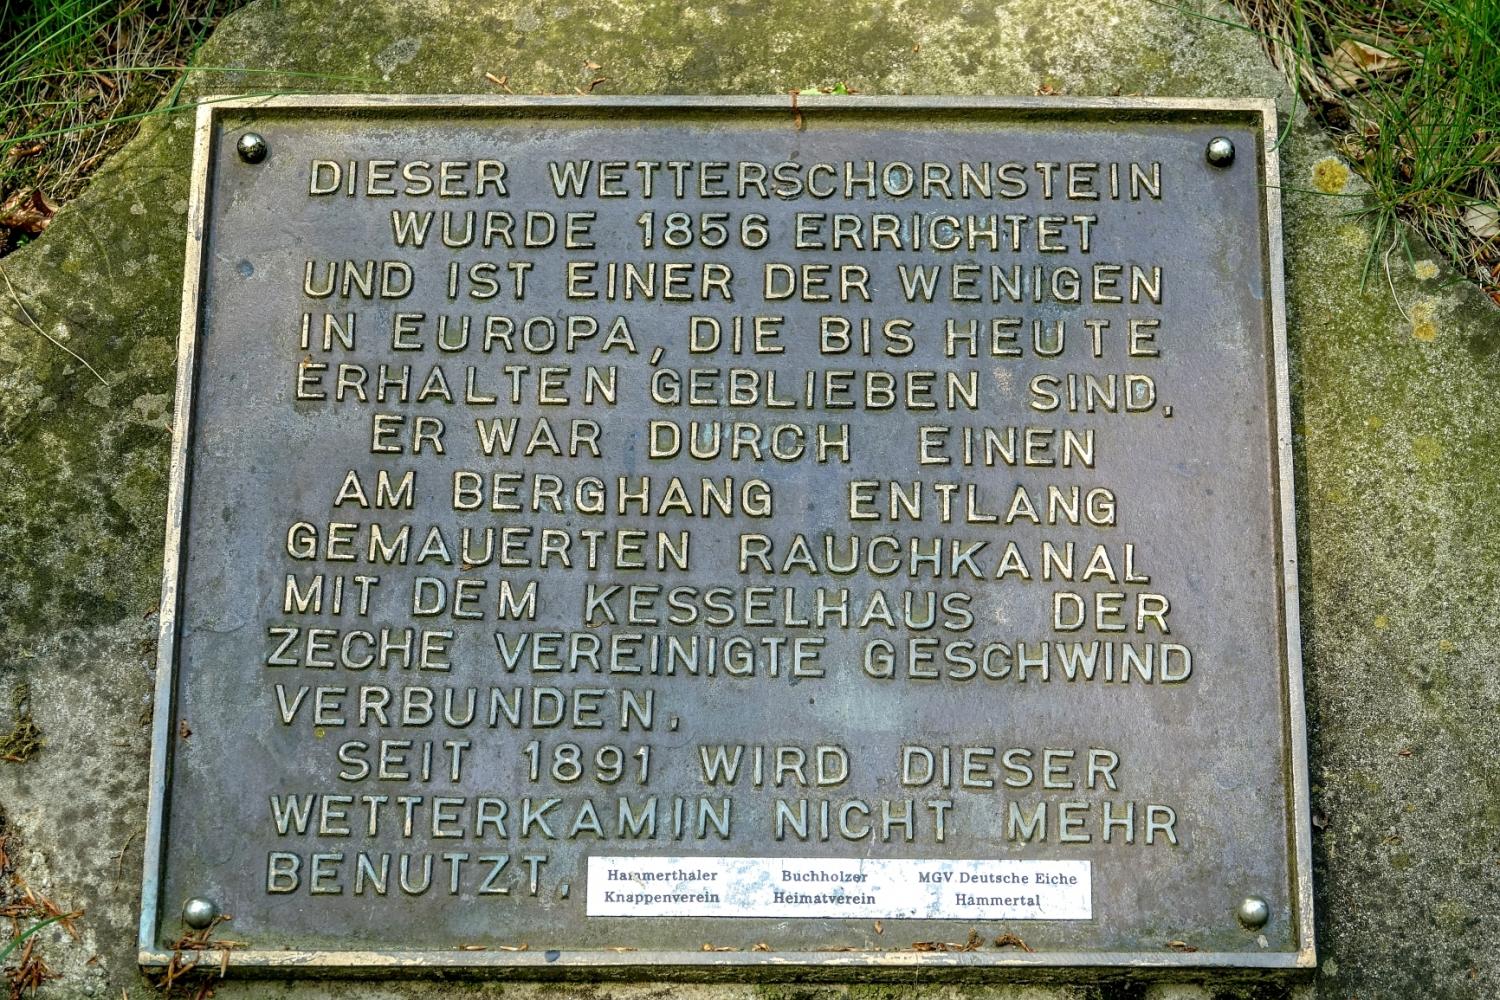 DIESER WETTERSCHORNSTEIN
WURDE 1856 ERRICHTET
UND IST EINER DER WENIGEN
IN EUROPA, DIE BIS HEUTE
ERHALTEN GEBLIEBEN SIND.
ER WAR DURCH EINEN
AM BERGHANG ENTLANG
GEMAUERTEN RAUCHKANAL
MIT DEM KESSELHAUS DER
ZECHE VEREINIGTE GESCHWIND
VERBUNDEN.
SEIT 1891 WIRD DIESER
WETTERKAMIN NICHT MEHR
BENUTZT.
Hammerthaler Buchholzer MGV Deutsche Eiche
Knappenverein Heimatverein Hammertal